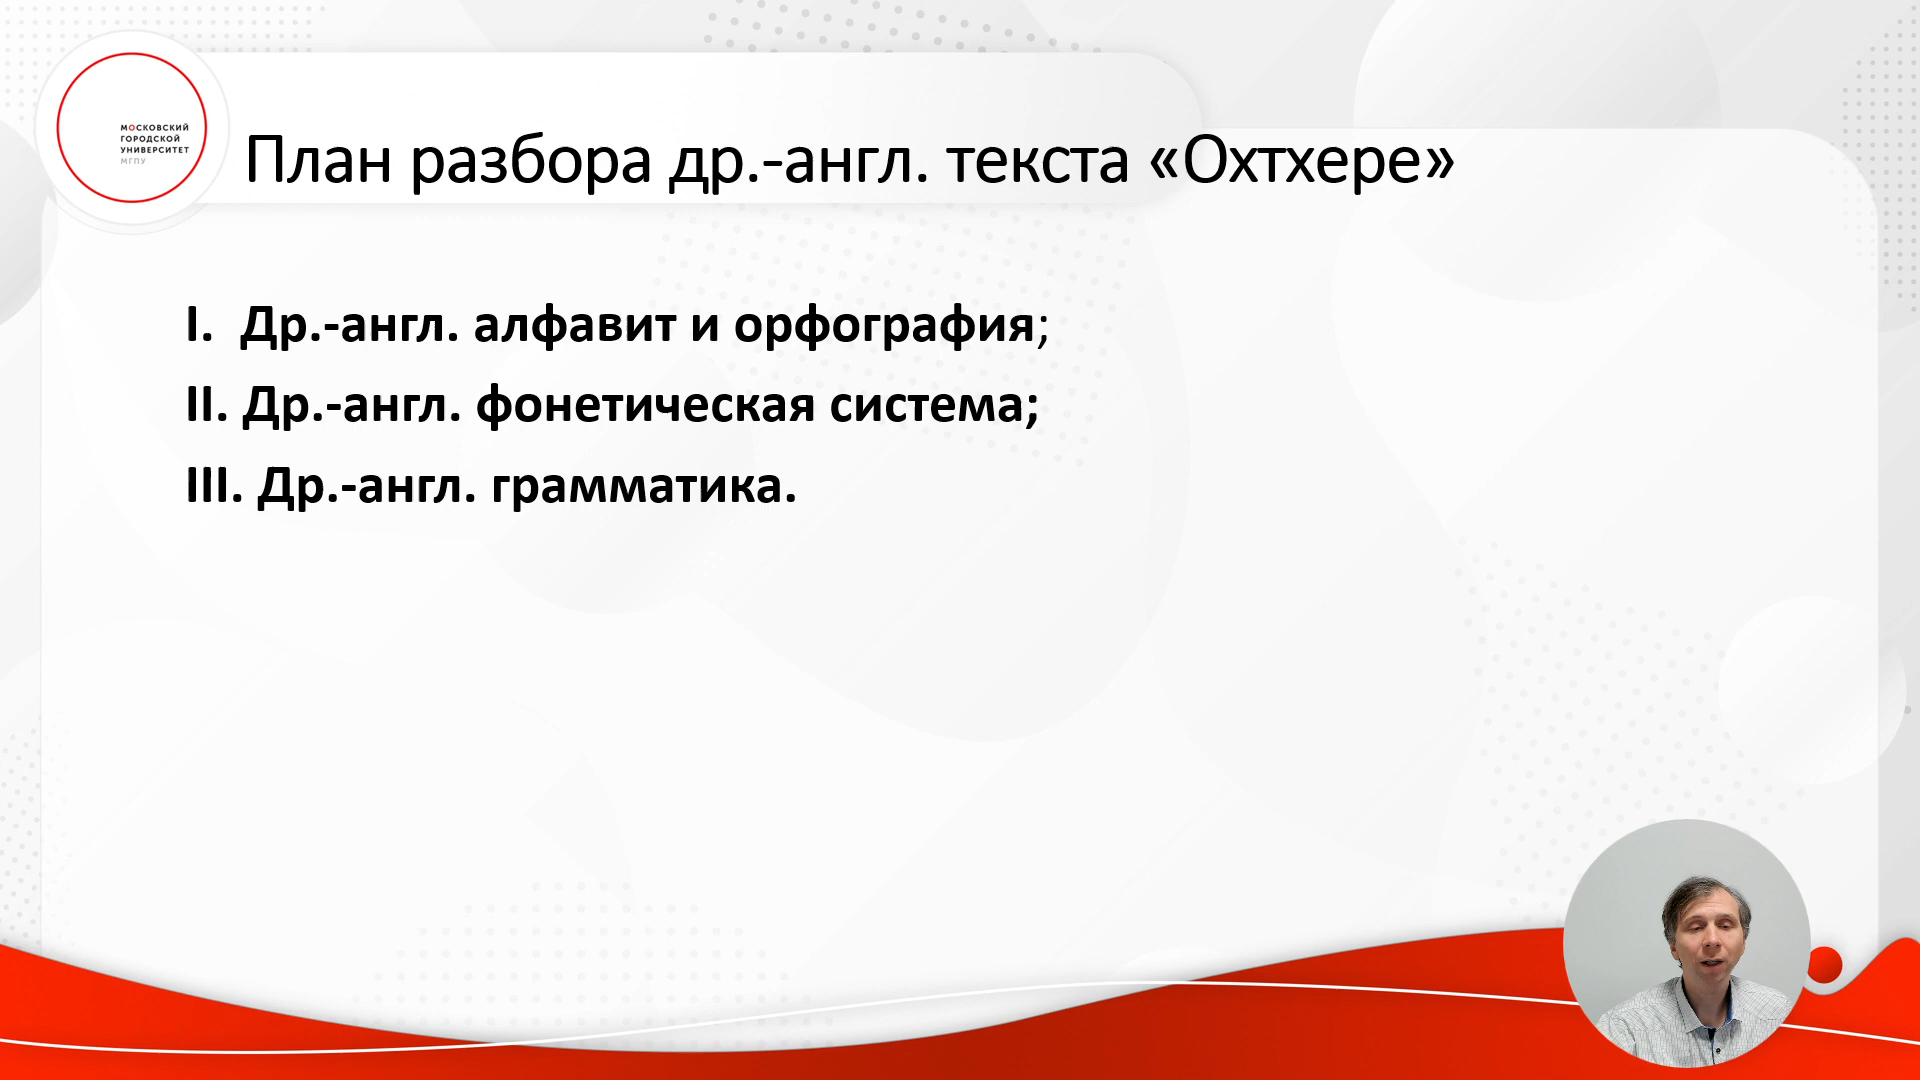 МОСКОВСКИЙ
ГОРОДСКОЙ
УНИВЕРСИТЕТ
МГПУ
План разбора др.-англ. текста «Охтхере»
I. Др.-англ. алфавит и орфография;
II. Др.-англ. фонетическая система;
III. Др.-англ. грамматика.